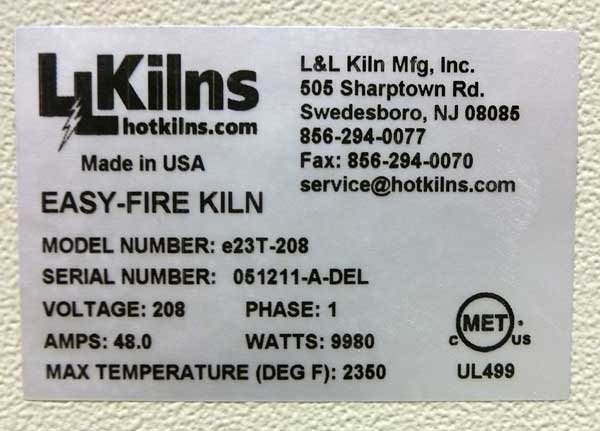 LL Kilns
hotkilns.com
Made in USA
L&L Kiln Mfg, Inc.
505 Sharptown Rd.
Swedesboro, NJ 08085
856-294-0077
Fax: 856-294-0070
service@hotkilns.com
EASY-FIRE KILN
MODEL NUMBER: e23T-208
SERIAL NUMBER: 051211-A-DEL
VOLTAGE: 208 PHASE: 1
AMPS: 48.0 WATTS: 9980
MAX TEMPERATURE (DEG F): 2350
c MET us
UL499